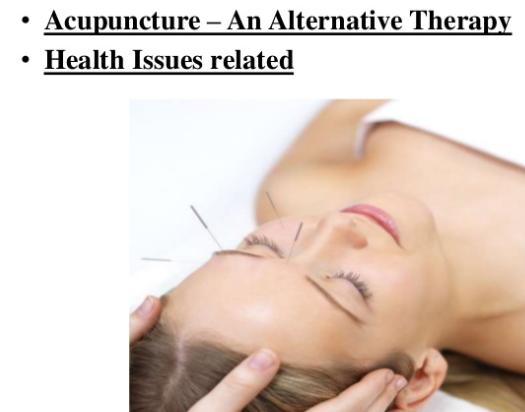 • Acupuncture – An Alternative Therapy
• Health Issues related